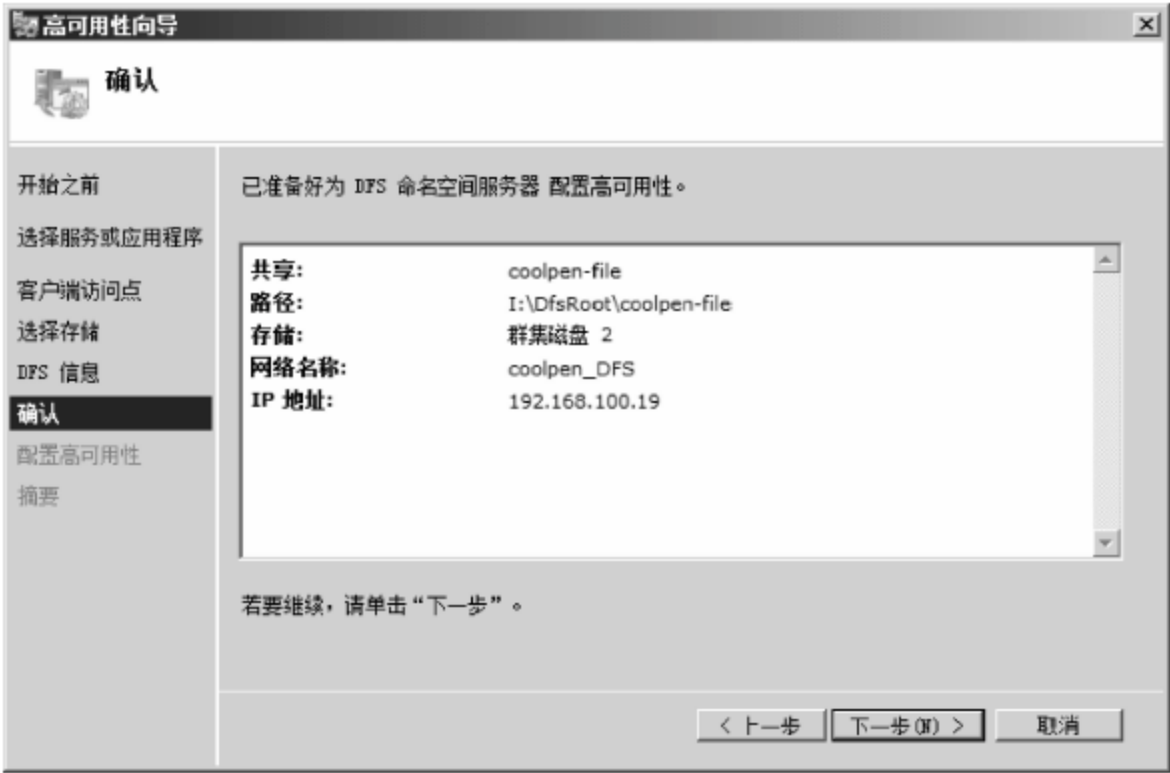 高可用性向导
确认
开始之前
选择服务或应用程序
客户端访问点
选择存储
DFS 信息
确认
配置高可用性
摘要
已准备好为 DFS 命名空间服务器 配置高可用性。
共享: coolpen-file
路径: I:\DfsRoot\coolpen-file
存储: 群集磁盘 2
网络名称: coolpen_DFS
IP 地址: 192.168.100.19
若要继续，请单击“下一步”。
< 上一步 下一步(N) > 取消